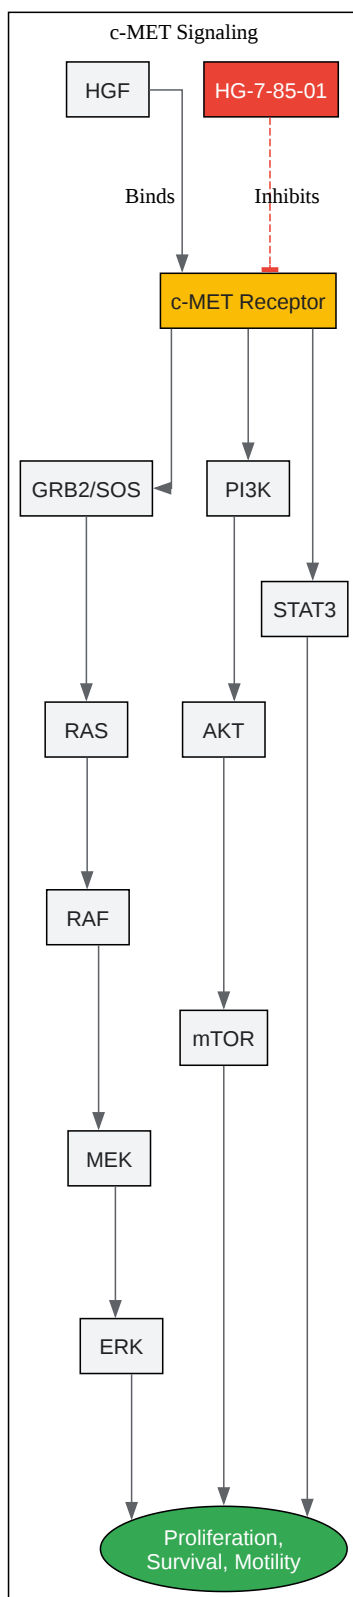 c-MET Signaling
HGF
HG-7-85-01
Binds
Inhibits
c-MET Receptor
GRB2/SOS
PI3K
STAT3
RAS
AKT
RAF
mTOR
MEK
ERK
Proliferation,
Survival, Motility